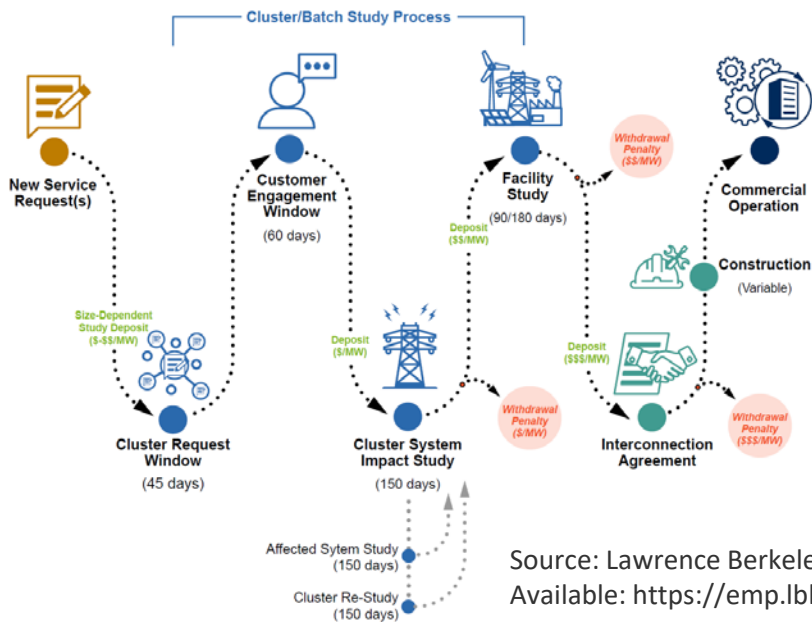 Cluster/Batch Study Process
New Service
Request(s)
Size-Dependent
Study Deposit
($-$$/MW)
Cluster Request
Window
(45 days)
Customer
Engagement
Window
(60 days)
Deposit
($/MW)
Cluster System
Impact Study
(150 days)
Affected Sytem Study
(150 days)
Cluster Re-Study
(150 days)
Withdrawal
Penalty
($/MW)
Deposit
($$/MW)
Facility
Study
(90/180 days)
Withdrawal
Penalty
($$/MW)
Deposit
($$$/MW)
Interconnection
Agreement
Withdrawal
Penalty
($$$/MW)
Construction
(Variable)
Commercial
Operation
Source: Lawrence Berkele
Available: https://emp.lbl